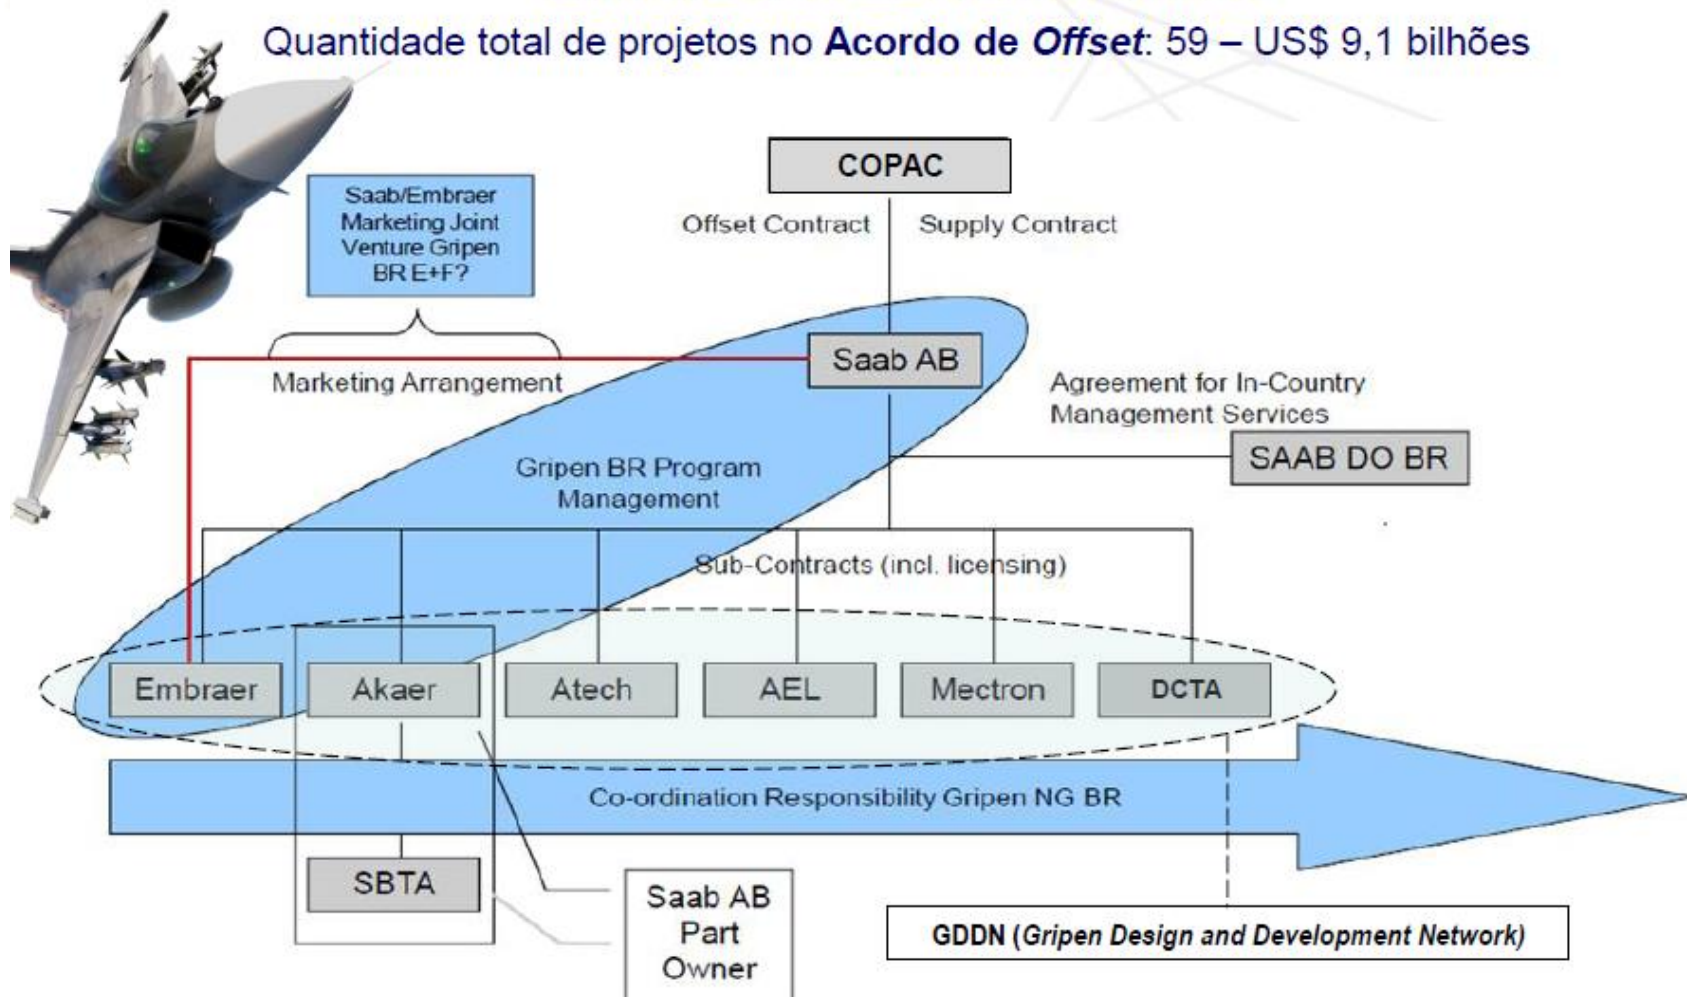 Quantidade total de projetos no Acordo de Offset: 59 – US$ 9,1 bilhões
COPAC
Saab/Embraer
Marketing Joint
Venture Gripen
BR E+F?
Offset Contract
Supply Contract
Saab AB
Marketing Arrangement
Agreement for In-Country
Management Services
SAAB DO BR
Gripen BR Program
Management
Sub-Contracts (incl. licensing)
Embraer
Akaer
Atech
AEL
Mectron
DCTA
Co-ordination Responsibility Gripen NG BR
SBTA
Saab AB
Part
Owner
GDDN (Gripen Design and Development Network)